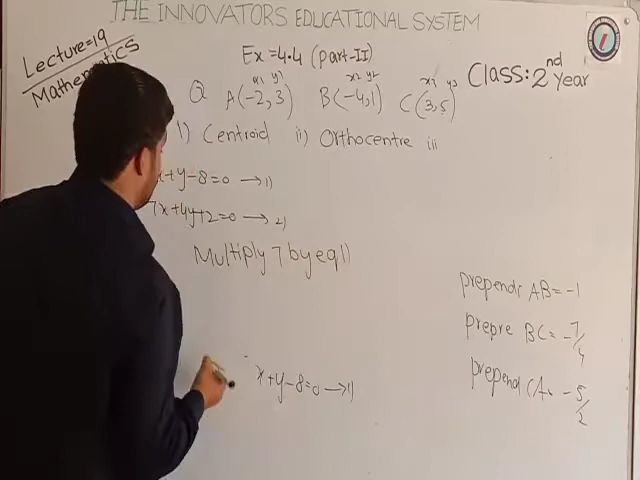 THE INNOVATORS EDUCATIONAL SYSTEM
Lecture=19
Mathematics
Ex=4.4 (part-II)
Class: 2nd year
x1 y1 x2 y2 x3 y3
Q A(-2,3) B(-4,1) C(3,5)
i) Centroid ii) Orthocentre iii
x+y-8=0 →1)
7x+4y+2=0 →2)
Multiply 7 by eq 1)
prepends AB=-1
prepre BC=-7/4
prepend CA= -5/2
x+y-8=0 →1)